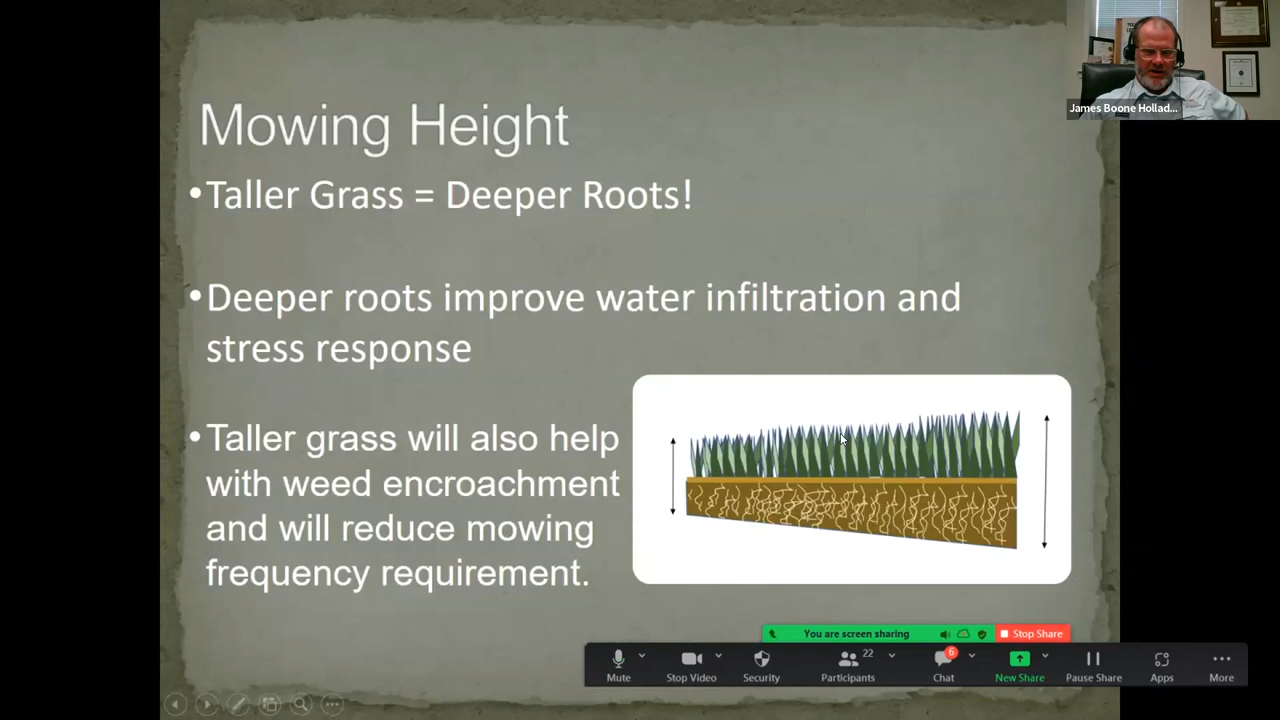 Mowing Height
•Taller Grass = Deeper Roots!
•Deeper roots improve water infiltration and
stress response
•Taller grass will also help
with weed encroachment
and will reduce mowing
frequency requirement.
James Boone Hollad...
You are screen sharing
Stop Share
22
6
Mute
Stop Video
Security
Participants
Chat
New Share
Pause Share
Apps
More